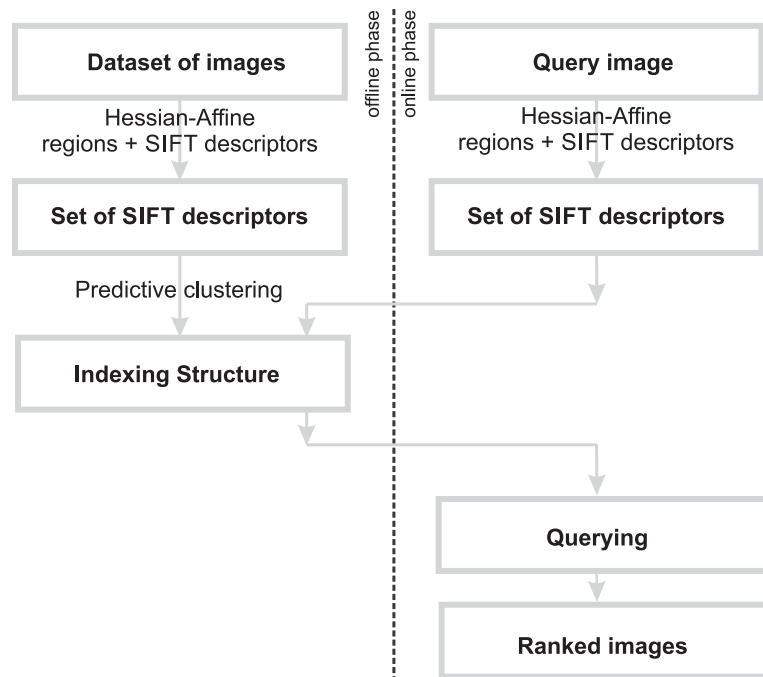 Dataset of images
offline phase
online phase
Query image
Hessian-Affine
regions + SIFT descriptors
Hessian-Affine
regions + SIFT descriptors
Set of SIFT descriptors
Set of SIFT descriptors
Predictive clustering
Indexing Structure
Querying
Ranked images